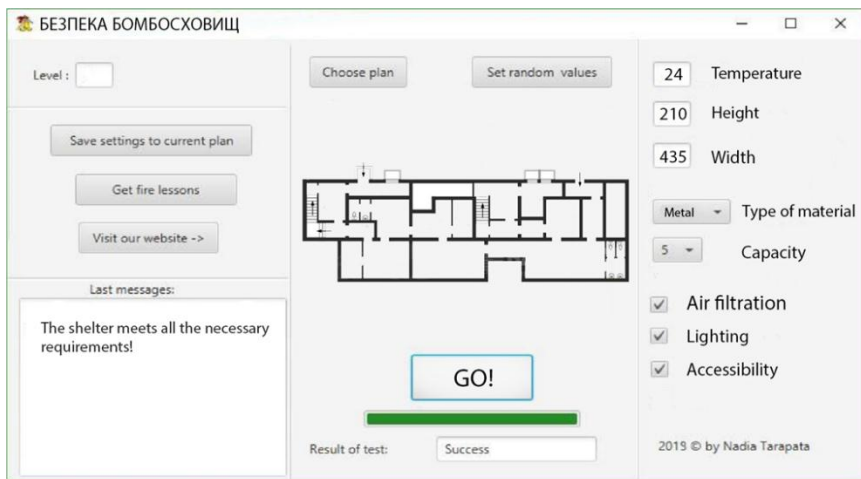 БЕЗПЕКА БОМБОСХОВИЩ
Level :
Save settings to current plan
Get fire lessons
Visit our website ->
Last messages:
The shelter meets all the necessary
requirements!
Choose plan
Set random values
GO!
Result of test:
Success
24 Temperature
210 Height
435 Width
Metal Type of material
5 Capacity
Air filtration
Lighting
Accessibility
2019 © by Nadia Tarapata